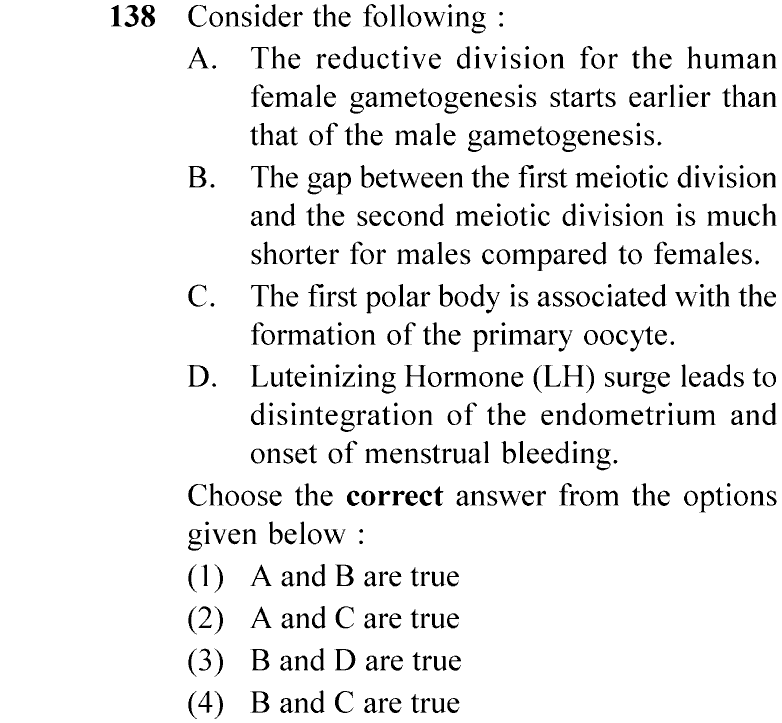 138 Consider the following :
A. The reductive division for the human
female gametogenesis starts earlier than
that of the male gametogenesis.
B. The gap between the first meiotic division
and the second meiotic division is much
shorter for males compared to females.
C. The first polar body is associated with the
formation of the primary oocyte.
D. Luteinizing Hormone (LH) surge leads to
disintegration of the endometrium and
onset of menstrual bleeding.
Choose the correct answer from the options
given below :
(1) A and B are true
(2) A and C are true
(3) B and D are true
(4) B and C are true